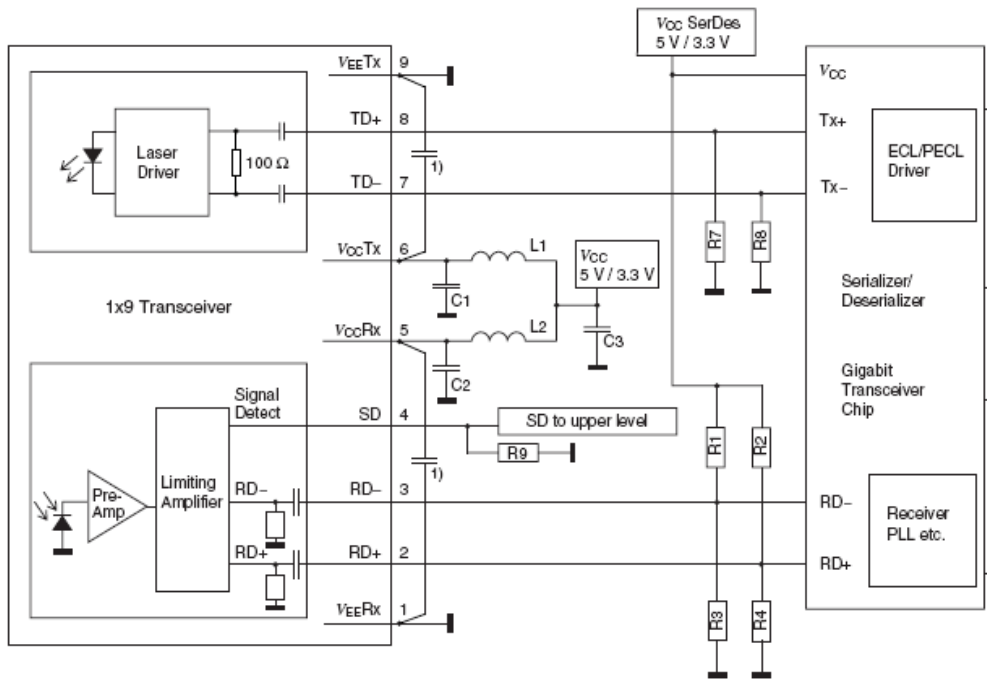 VCC SerDes
5 V / 3.3 V
VEETx 9
VCC
TD+ 8
Tx+
Laser
Driver
100 Ω
1)
ECL/PECL
Driver
TD− 7
Tx−
R7
R8
VCCTx 6
L1
VCC
5 V / 3.3 V
C1
Serializer/
Deserializer
1x9 Transceiver
VCCRx 5
L2
C3
C2
Gigabit
Transceiver
Chip
Signal
Detect
SD 4
SD to upper level
R9
R1
R2
1)
Pre-
Amp
Limiting
Amplifier
RD−
RD− 3
RD−
Receiver
PLL etc.
RD+
RD+ 2
RD+
VEERx 1
R3
R4